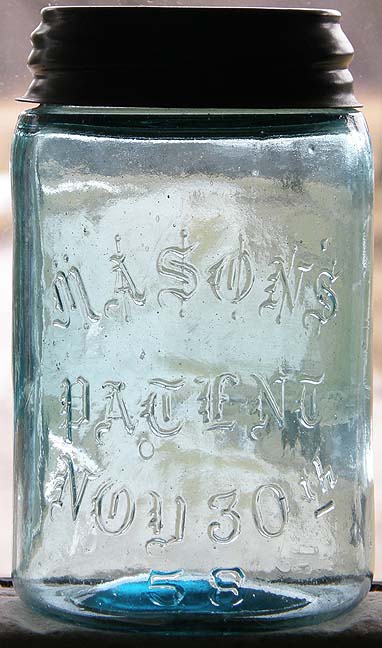 MASON'S
PATENT
NOV 30th
58